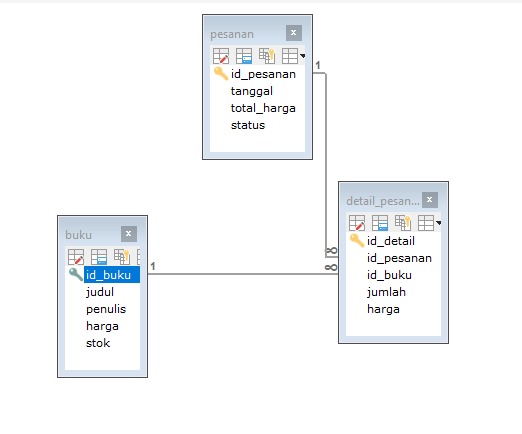 pesanan
id_pesanan
tanggal
total_harga
status
1
detail_pesan...
id_detail
id_pesanan
id_buku
jumlah
harga
∞
∞
buku
id_buku
judul
penulis
harga
stok
1